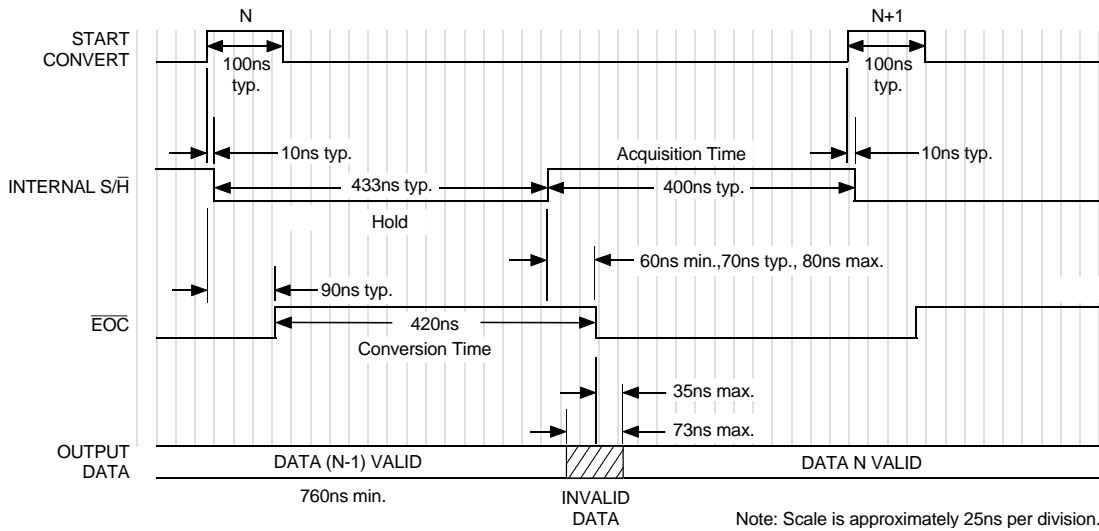 N
N+1
START
CONVERT
100ns
typ.
100ns
typ.
10ns typ.
Acquisition Time
10ns typ.
INTERNAL S/H̅
433ns typ.
400ns typ.
Hold
60ns min.,70ns typ., 80ns max.
90ns typ.
E̅O̅C̅
420ns
Conversion Time
35ns max.
73ns max.
OUTPUT
DATA
DATA (N-1) VALID
DATA N VALID
760ns min.
INVALID
DATA
Note: Scale is approximately 25ns per division.